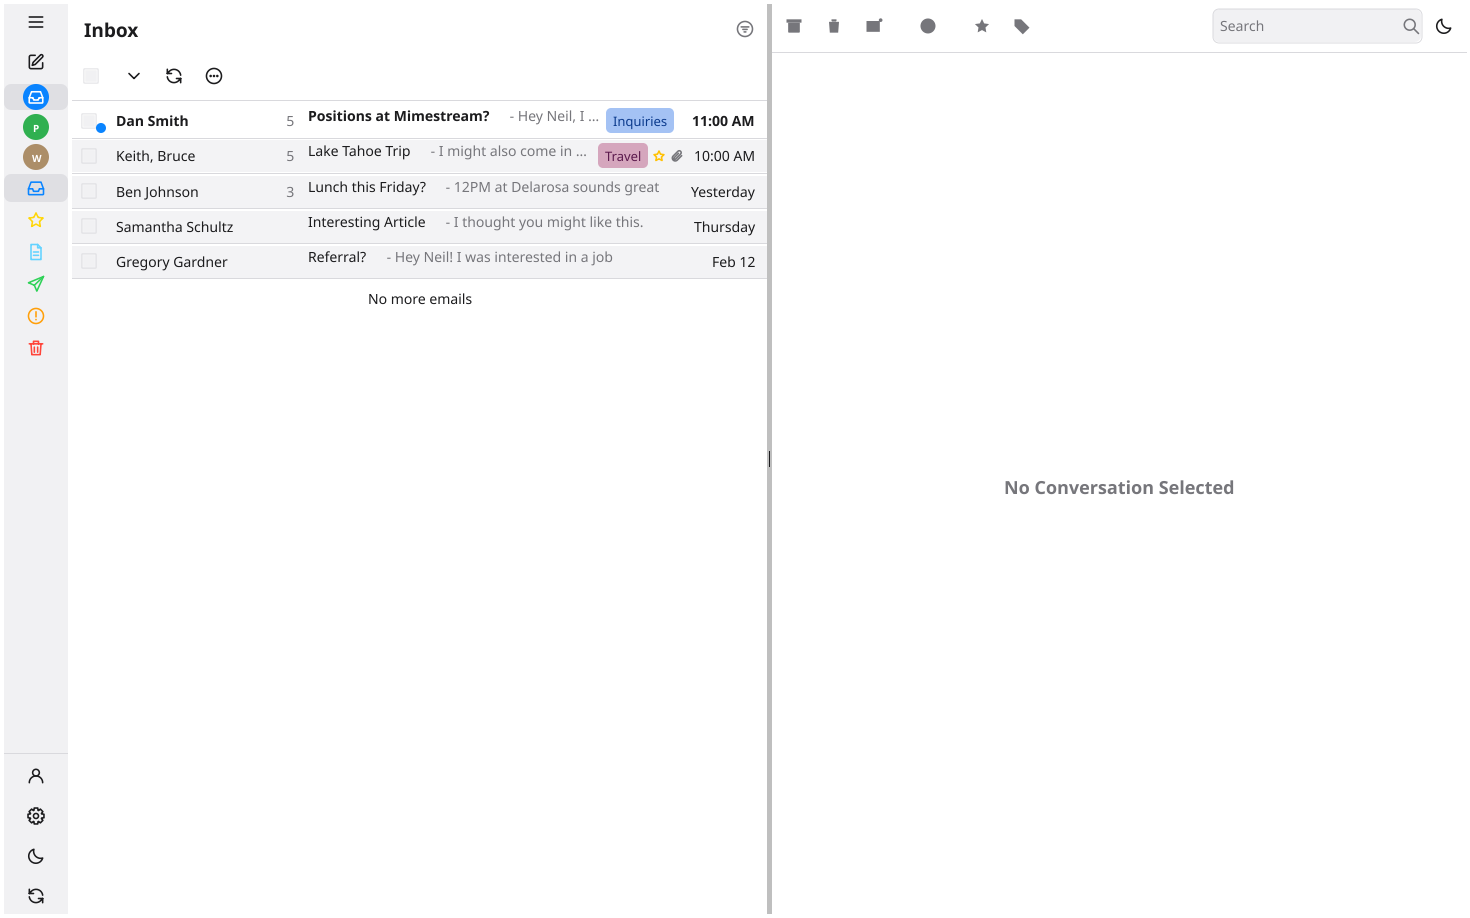 Inbox
Search
P
W
Dan Smith 5 Positions at Mimestream? - Hey Neil, I ... Inquiries 11:00 AM
Keith, Bruce 5 Lake Tahoe Trip - I might also come in ... Travel 10:00 AM
Ben Johnson 3 Lunch this Friday? - 12PM at Delarosa sounds great Yesterday
Samantha Schultz Interesting Article - I thought you might like this. Thursday
Gregory Gardner Referral? - Hey Neil! I was interested in a job Feb 12
No more emails
No Conversation Selected